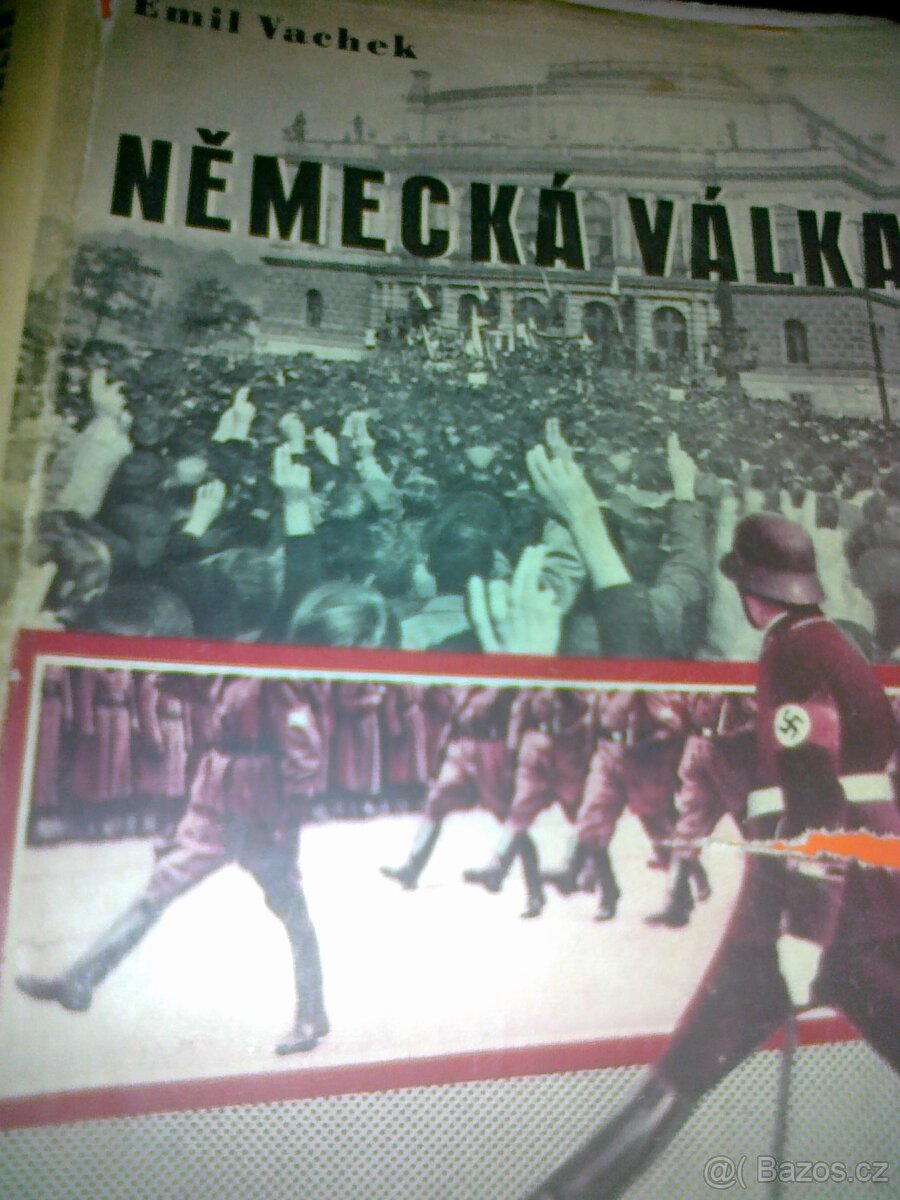 Emil Vachek
NĚMECKÁ VÁLKA
@( Bazos.cz